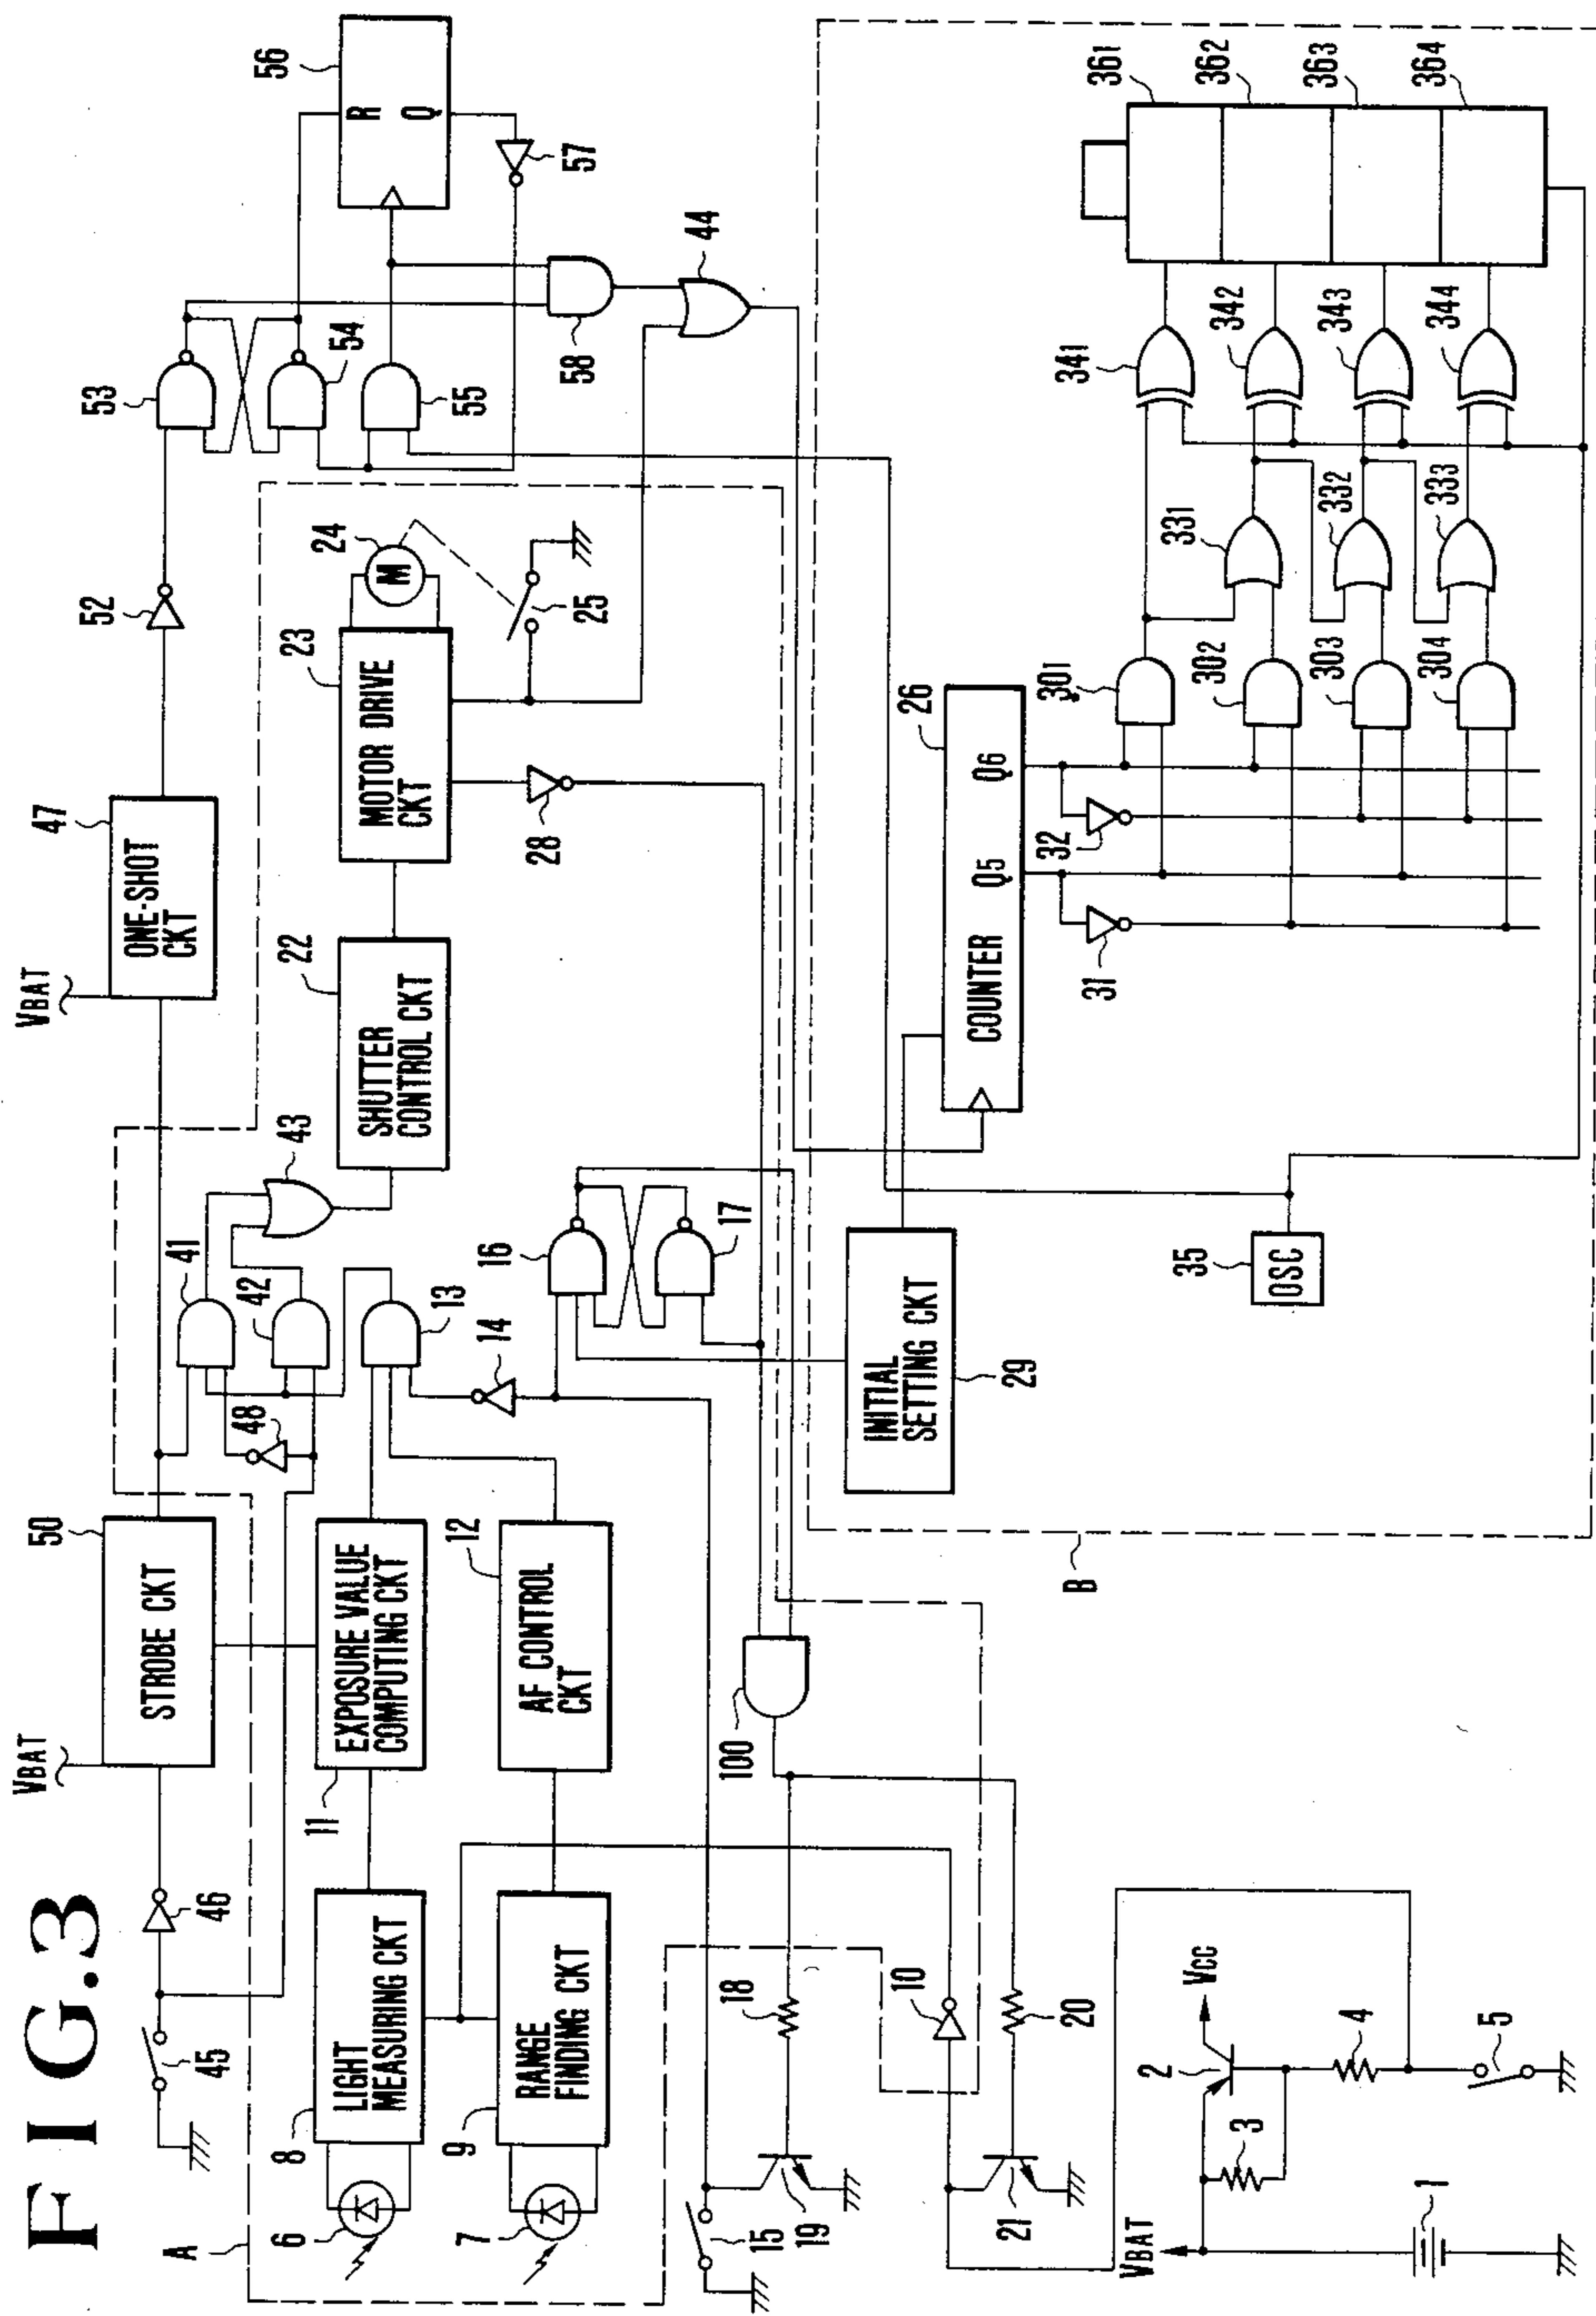 FIG.3
A
VBAT
50
STROBE CKT
46
45
VBAT
47
ONE-SHOT CKT
52
53
54
55
56
R
Q
57
58
44
48
41
42
43
13
14
6
8
LIGHT MEASURING CKT
11
EXPOSURE VALUE COMPUTING CKT
22
SHUTTER CONTROL CKT
23
MOTOR DRIVE CKT
24
M
25
28
7
9
RANGE FINDING CKT
12
AF CONTROL CKT
16
17
15
18
19
100
10
20
21
29
INITIAL SETTING CKT
26
COUNTER
Q5
Q6
31
32
301
302
303
304
331
332
333
341
342
343
344
361
362
363
364
35
OSC
B
VBAT
1
2
3
4
5
VCC